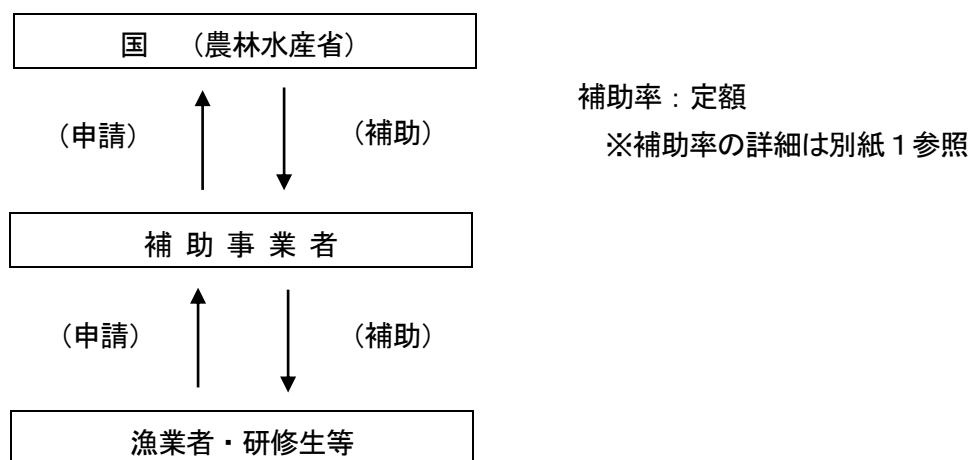 国 (農林水産省)
補助率：定額
(申請) (補助)
※補助率の詳細は別紙１参照
補 助 事 業 者
(申請) (補助)
漁業者・研修生等